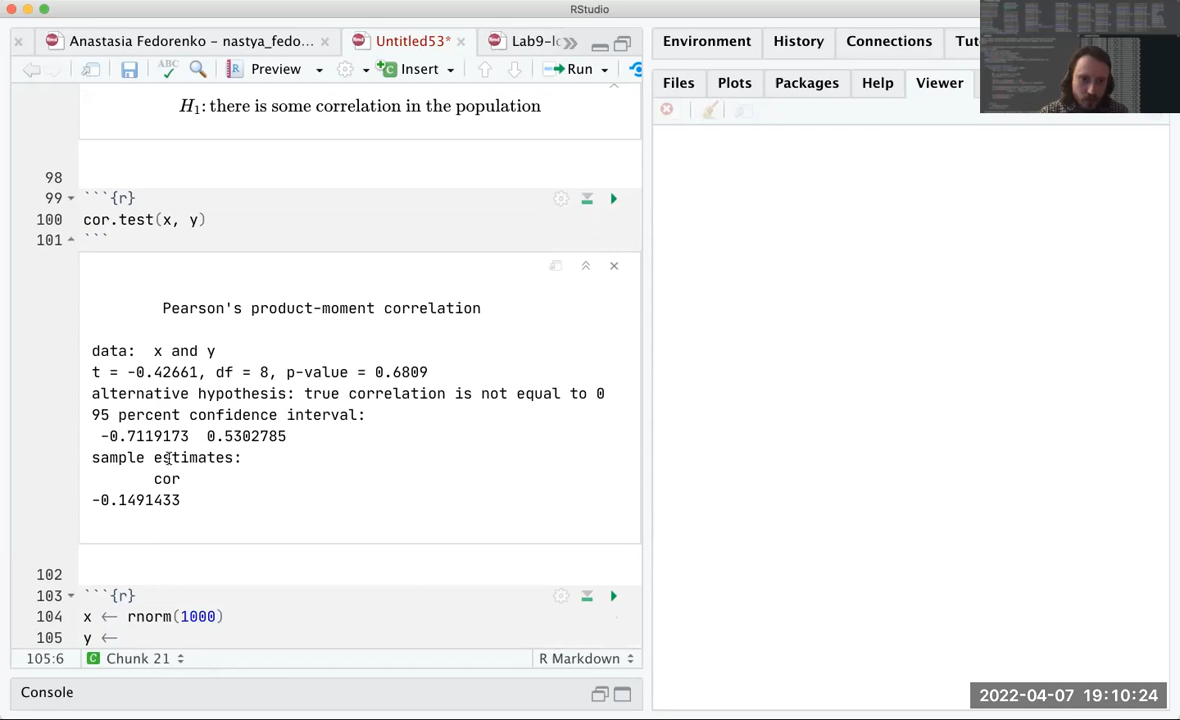 RStudio
Anastasia Fedorenko – nastya_fedo...
Untitled53*
Lab9-l
Environment
History
Connections
Tut
ABC
Preview
Insert
Run
Files
Plots
Packages
Help
Viewer
H1: there is some correlation in the population
98
99 ```{r}
100 cor.test(x, y)
101 ```
Pearson's product-moment correlation
data:  x and y
t = -0.42661, df = 8, p-value = 0.6809
alternative hypothesis: true correlation is not equal to 0
95 percent confidence interval:
-0.7119173  0.5302785
sample estimates:
cor
-0.1491433
102
103 ```{r}
104 x ← rnorm(1000)
105 y ←
105:6
C Chunk 21
R Markdown
Console
2022-04-07 19:10:24